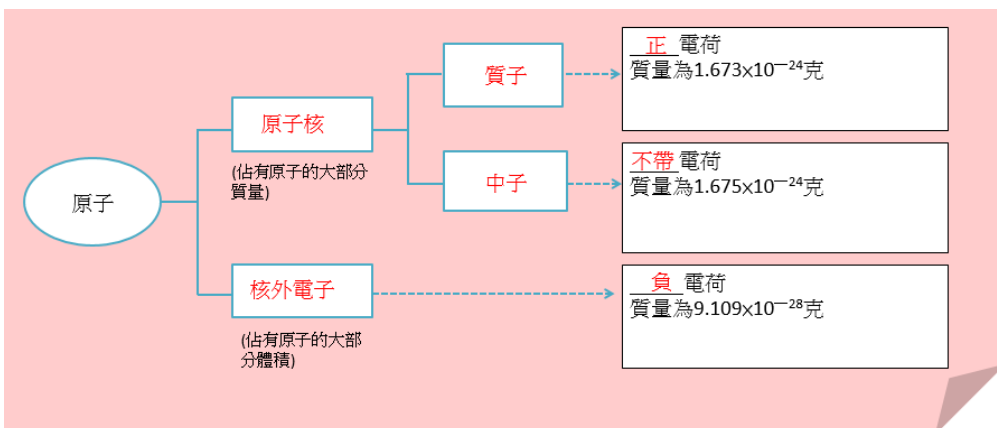 原子
原子核
(佔有原子的大部分
質量)
質子
正 電荷
質量為1.673x10⁻²⁴克
中子
不帶 電荷
質量為1.675x10⁻²⁴克
核外電子
(佔有原子的大部
分體積)
負 電荷
質量為9.109x10⁻²⁸克